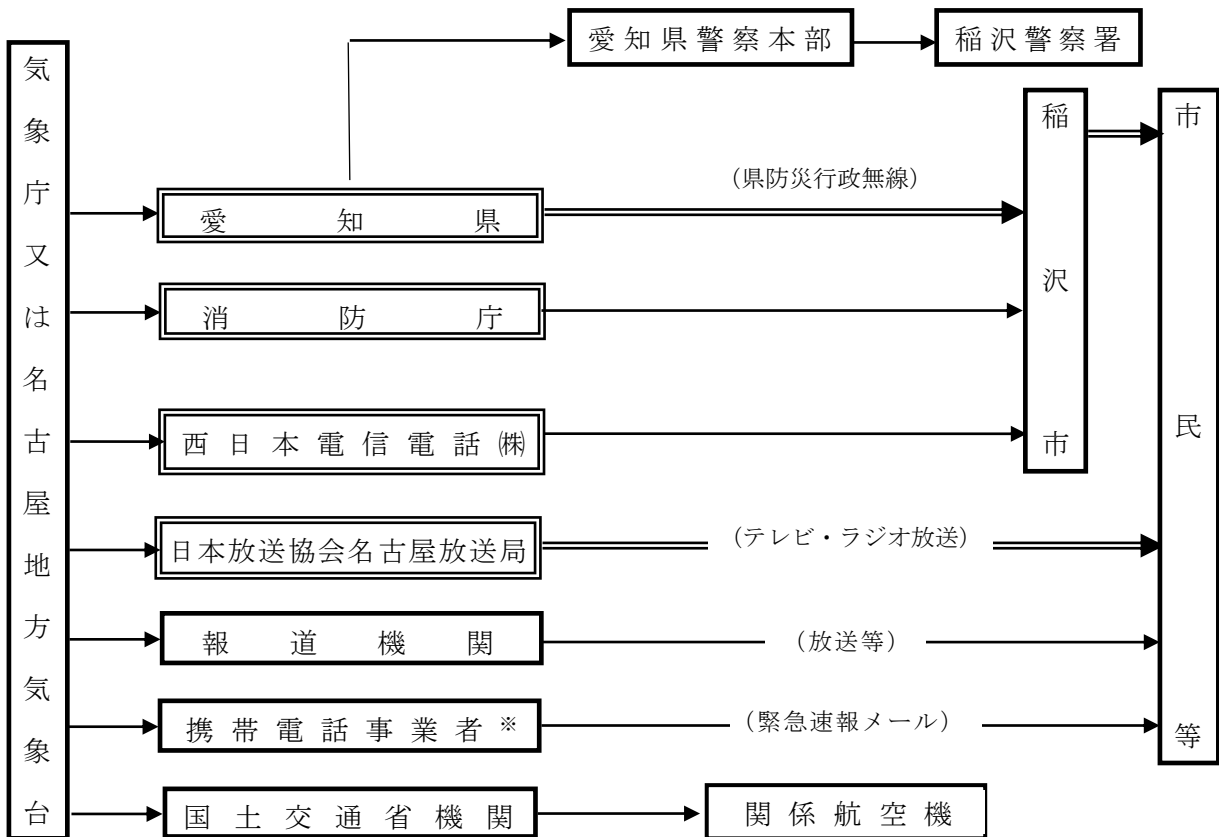 愛知県警察本部
稲沢警察署
気象庁又は名古屋地方気象台
稲沢市
市民等
(県防災行政無線)
愛知県
消防庁
西日本電信電話㈱
日本放送協会名古屋放送局
(テレビ・ラジオ放送)
報道機関
(放送等)
携帯電話事業者※
(緊急速報メール)
国土交通省機関
関係航空機